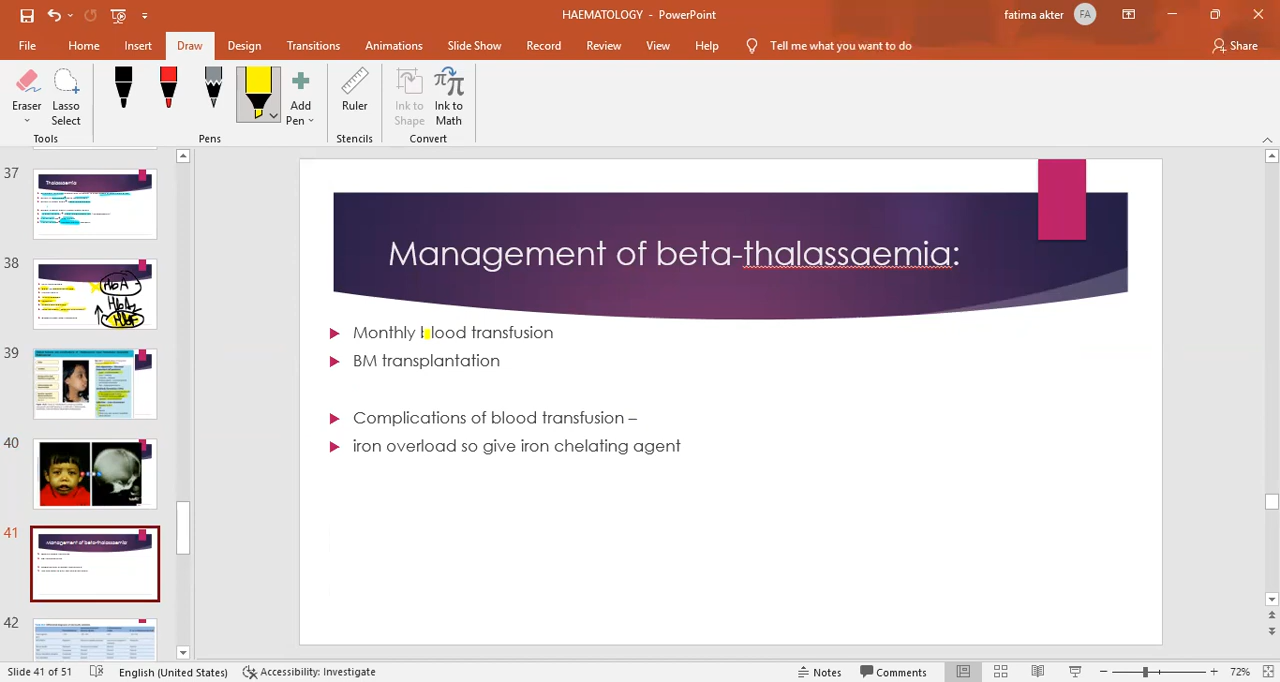 HAEMATOLOGY - PowerPoint
fatima akter
FA
File Home Insert Draw Design Transitions Animations Slide Show Record Review View Help Tell me what you want to do Share
Eraser
Lasso Select
Add Pen
Ruler
Ink to Shape
Ink to Math
Tools Pens Stencils Convert
37
Thalassaemia
38
HbA
HbA2
HbF
39
40
41
Management of beta-thalassaemia:
42
Management of beta-thalassaemia:
Monthly blood transfusion
BM transplantation
Complications of blood transfusion –
iron overload so give iron chelating agent
Slide 41 of 51 English (United States) Accessibility: Investigate Notes Comments 72%